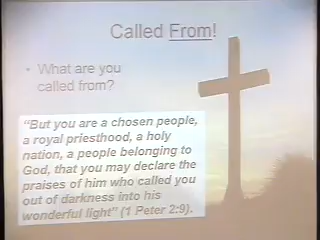 Called From!
• What are you
called from?
“But you are a chosen people,
a royal priesthood, a holy
nation, a people belonging to
God, that you may declare the
praises of him who called you
out of darkness into his
wonderful light” (1 Peter 2:9).